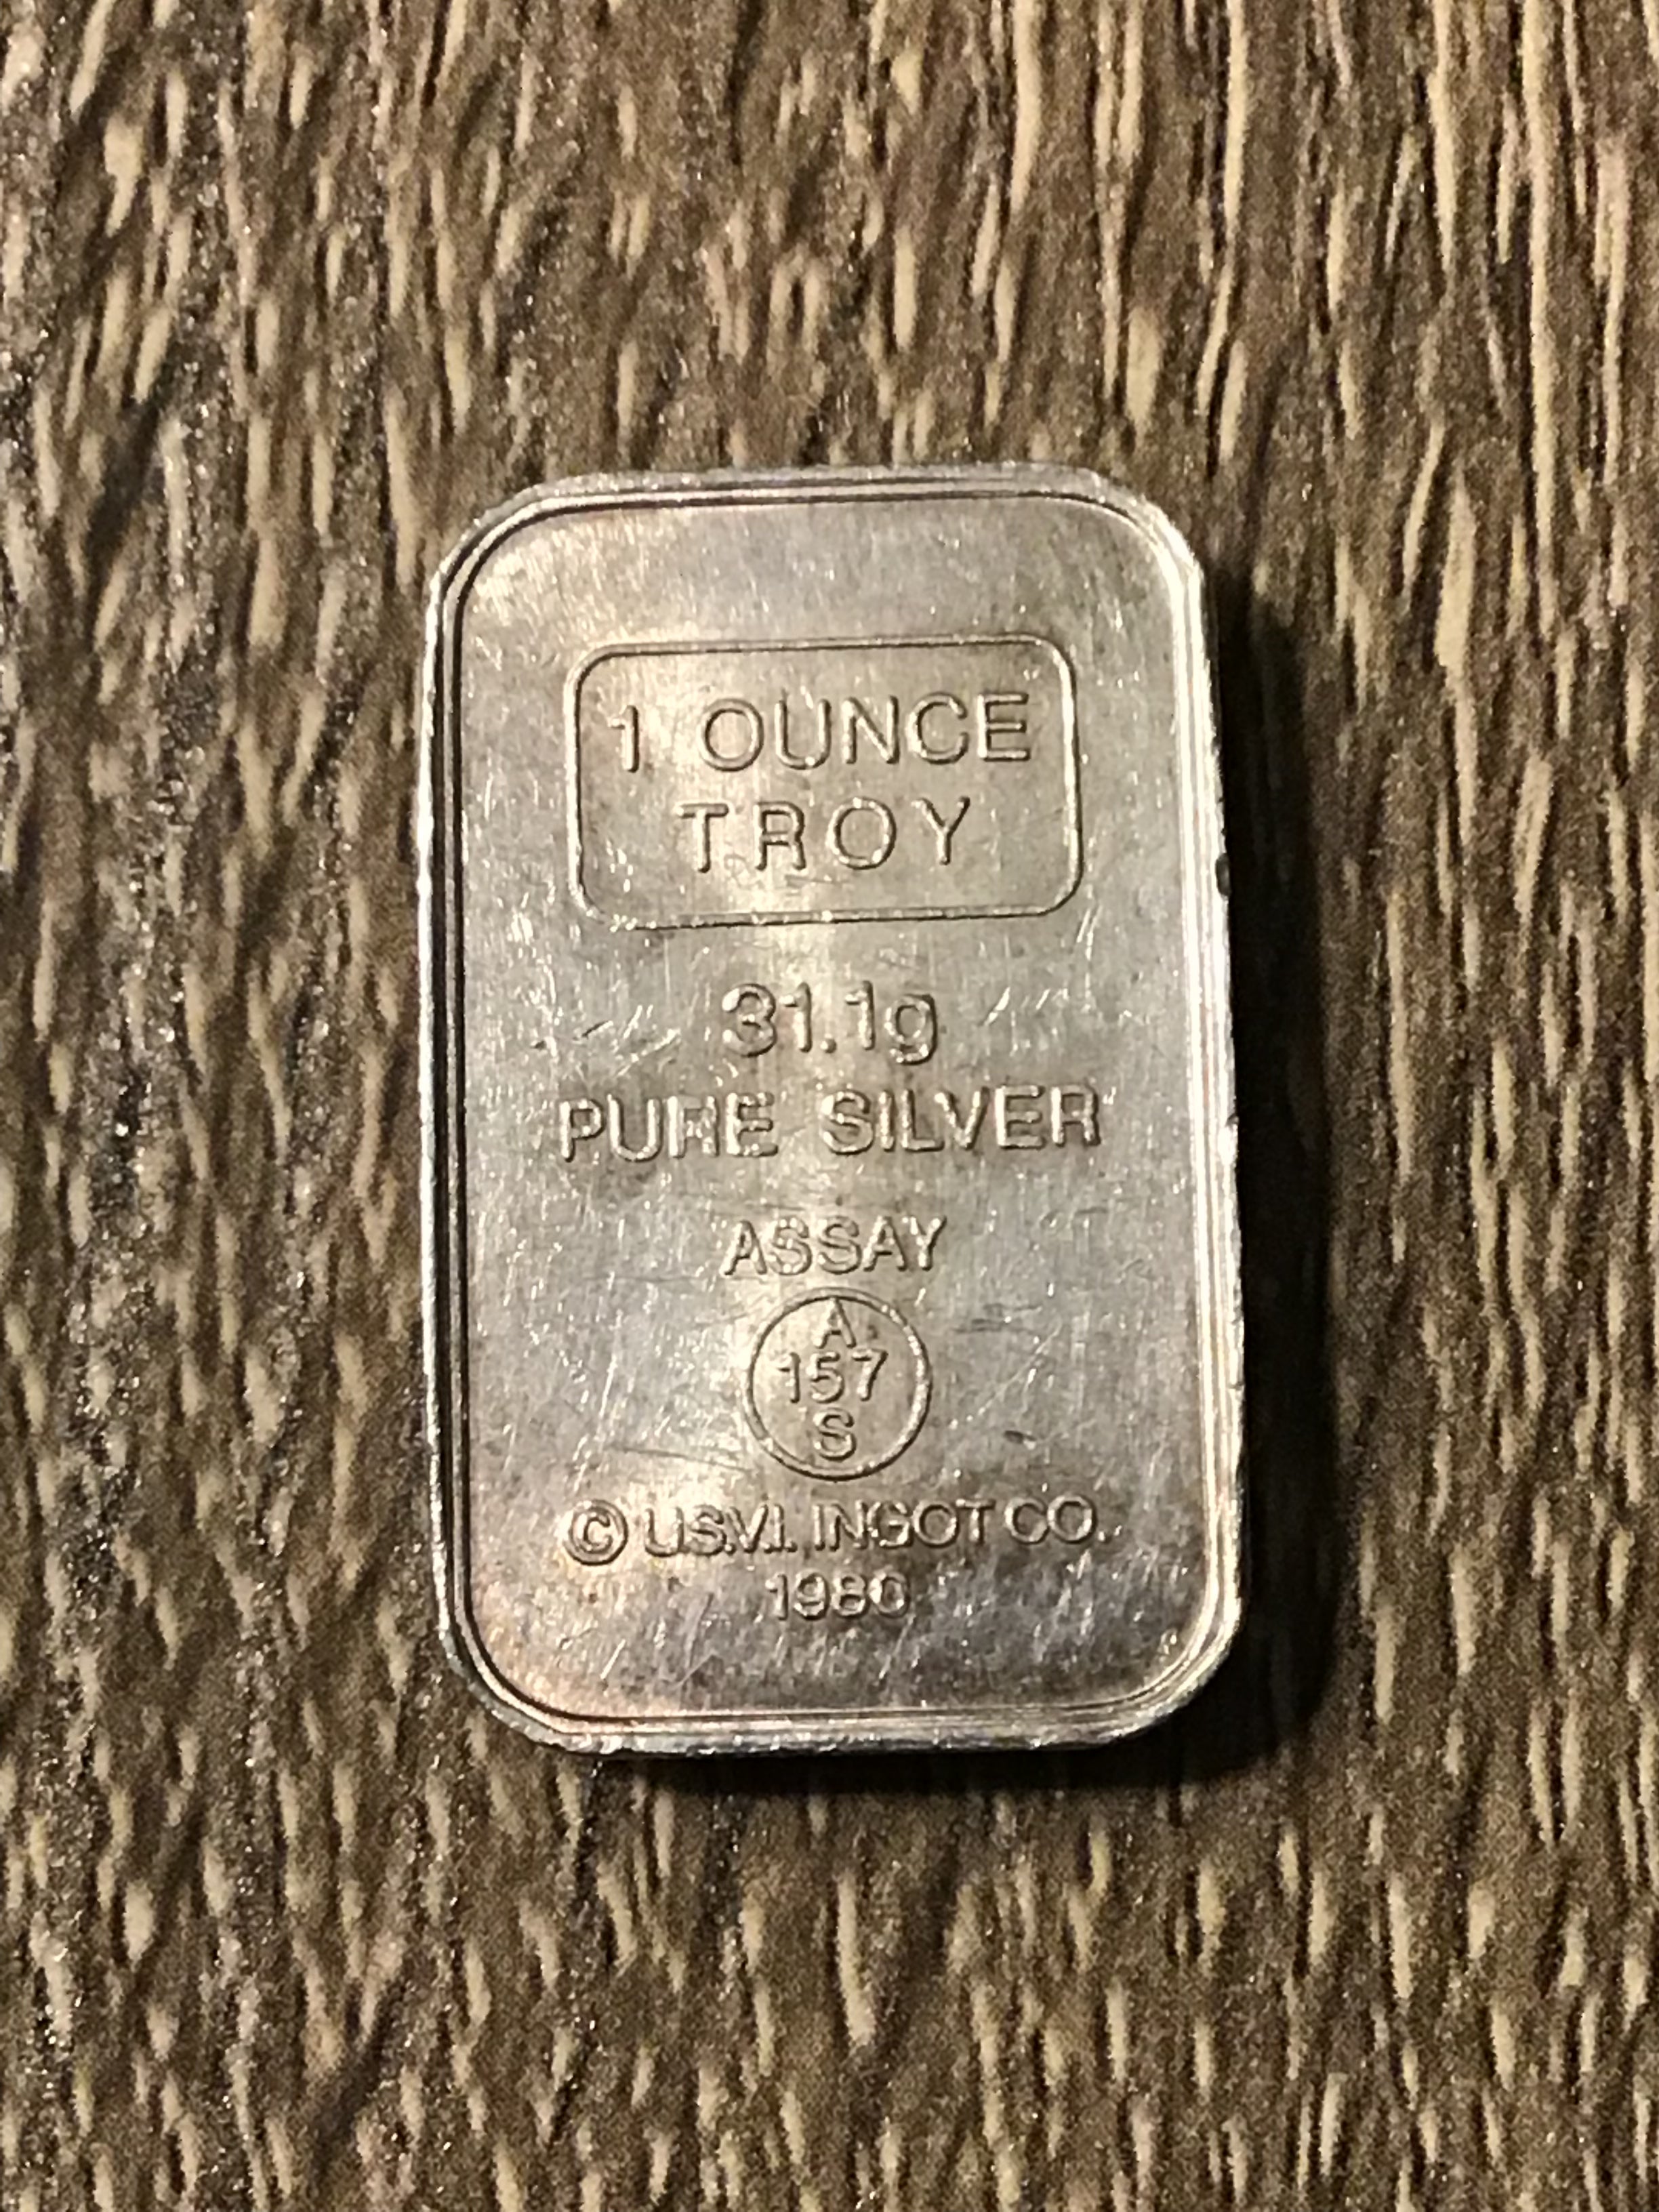 1 OUNCE
TROY
31.1g
PURE SILVER
ASSAY
A
157
S
© U.S.V.I. INGOT CO.
1980